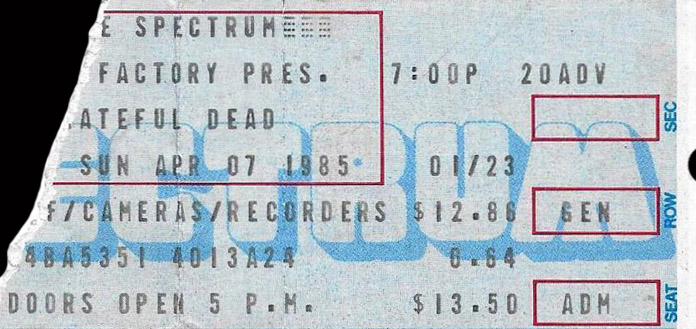 E SPECTRUM
FACTORY PRES. 7:00P 20ADV
ATEFUL DEAD SEC
SUN APR 07 1985 01/23
F/CAMERAS/RECORDERS $12.86 GEN ROW
4BA5351 4013A24 0.64
DOORS OPEN 5 P.M. $13.50 ADM SEAT
ECTRUM